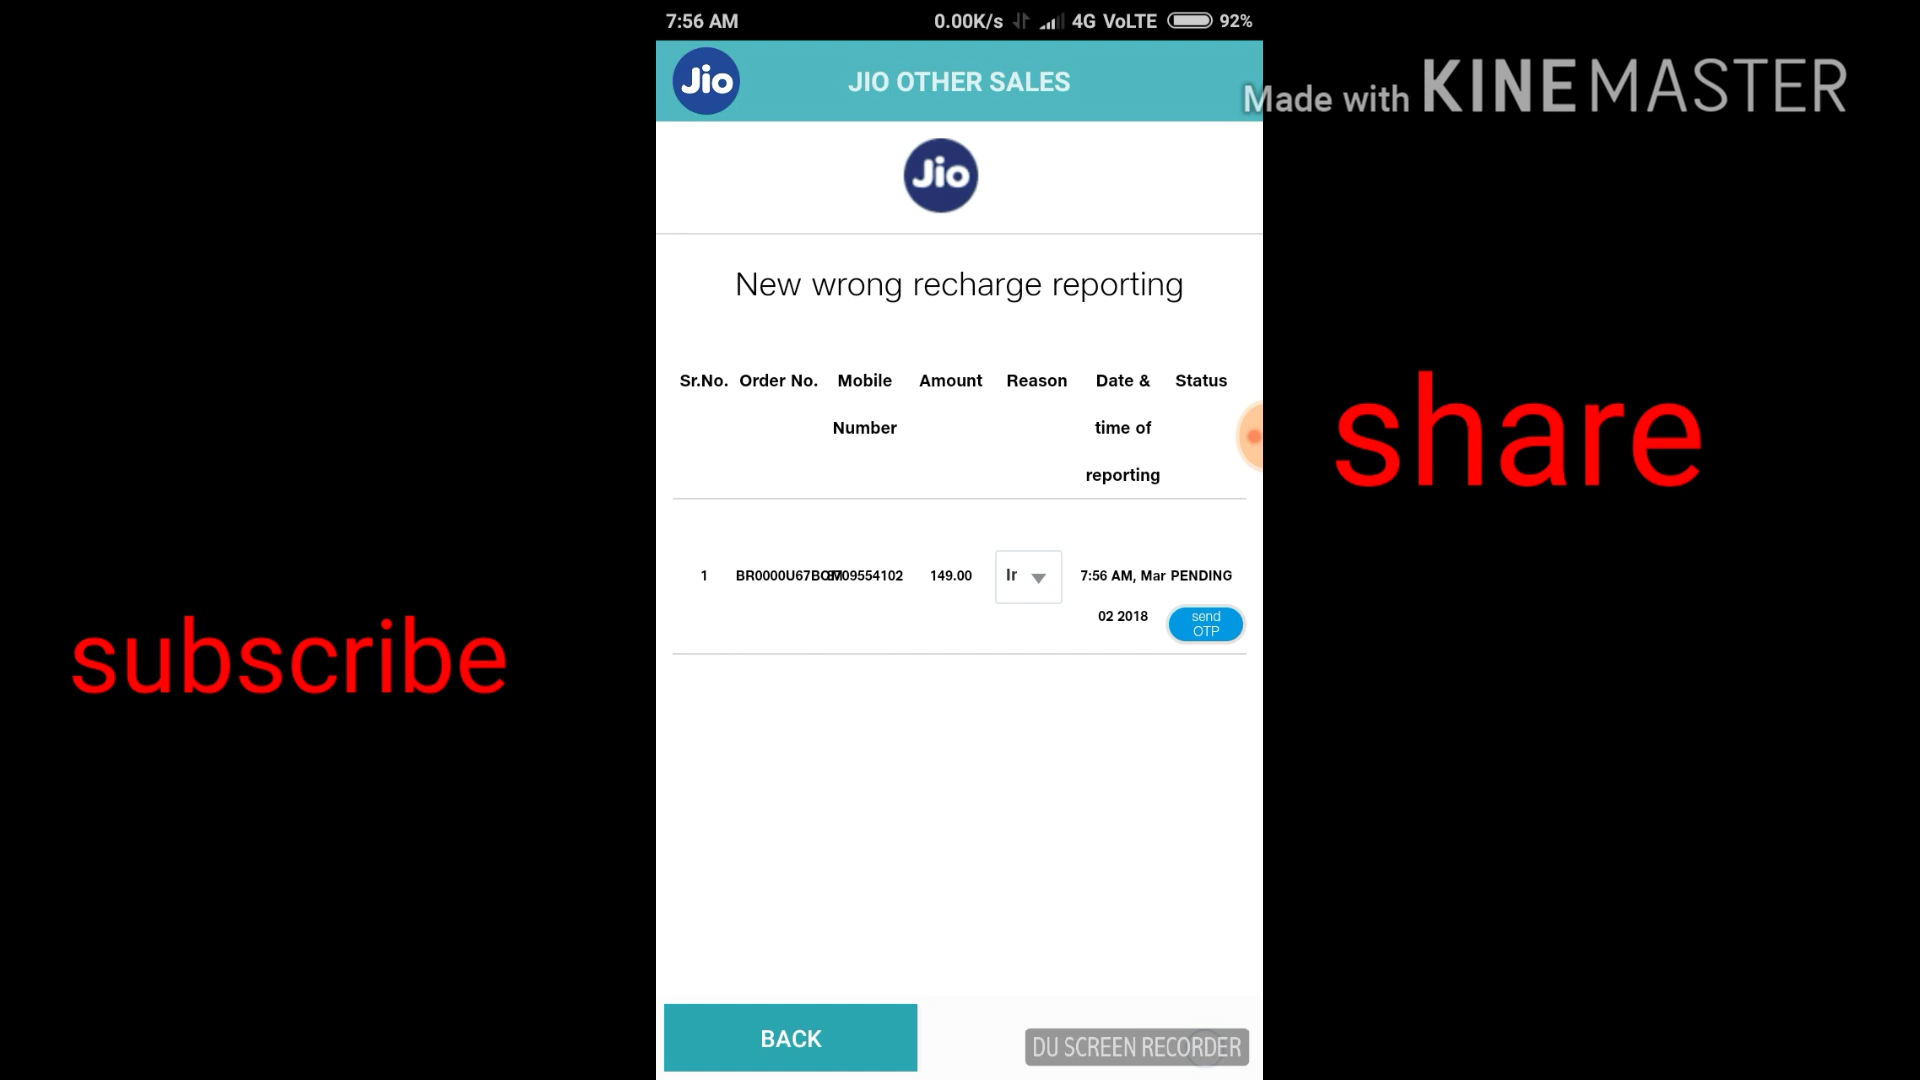 7:56 AM 0.00K/s 4G VoLTE 92%
Jio JIO OTHER SALES
Made with KINEMASTER
Jio
New wrong recharge reporting
Sr.No. Order No. Mobile Number Amount Reason Date & time of reporting Status
1 BR0000U67BO 09554102 149.00 Ir 7:56 AM, Mar 02 2018 PENDING
send OTP
share
subscribe
BACK
DU SCREEN RECORDER